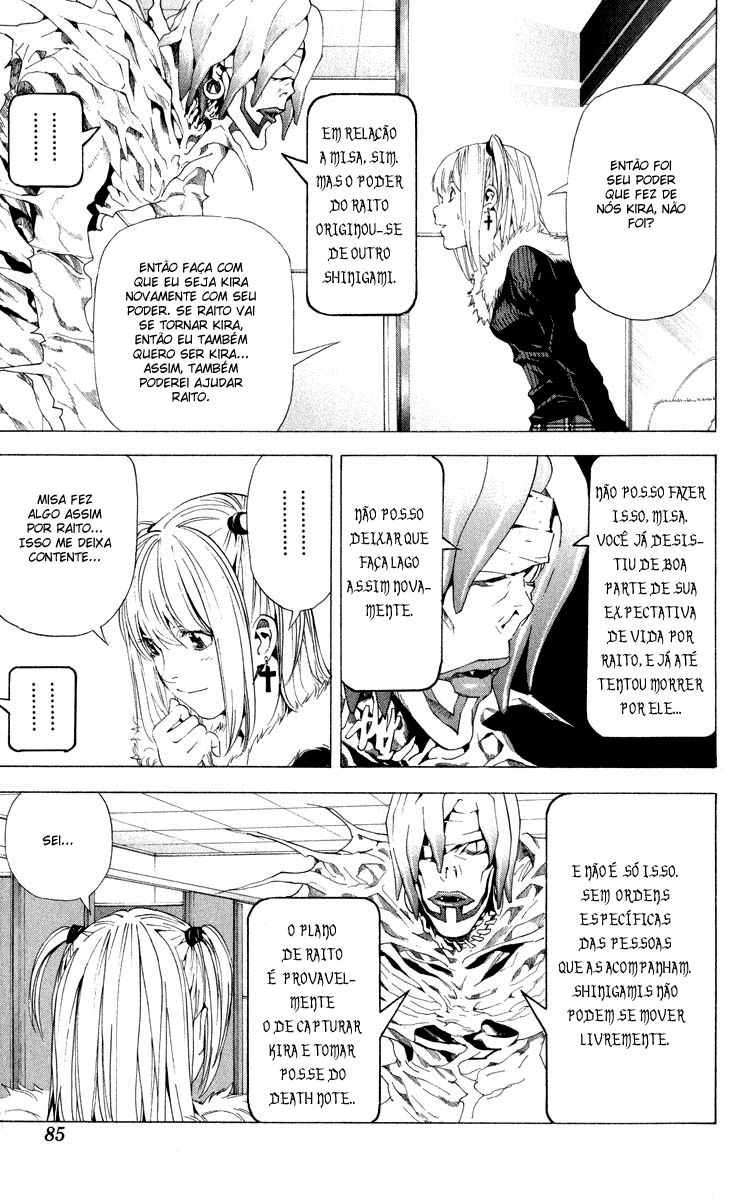 ENTÃO FOI
SEU PODER
QUE FEZ DE
NÓS KIRA, NÃO
FOI?
EM RELAÇÃO
A MISA, SIM.
MAS O PODER
DO RAITO
ORIGINOU-SE
DE OUTRO
SHINIGAMI.
ENTÃO FAÇA COM
QUE EU SEJA KIRA
NOVAMENTE COM SEU
PODER. SE RAITO VAI
SE TORNAR KIRA,
ENTÃO EU TAMBÉM
QUERO SER KIRA...
ASSIM, TAMBÉM
PODEREI AJUDAR
RAITO.
......
......
NÃO POSSO FAZER
ISSO, MISA.
VOCÊ JÁ DESIS-
TIU DE BOA
PARTE DE SUA
EXPECTATIVA
DE VIDA POR
RAITO, E JÁ ATÉ
TENTOU MORRER
POR ELE...
NÃO POSSO
DEIXAR QUE
FAÇA LAGO
ASSIM NOVA-
MENTE.
......
......
MISA FEZ
ALGO ASSIM
POR RAITO...
ISSO ME DEIXA
CONTENTE...
......
......
E NÃO É SÓ ISSO.
SEM ORDENS
ESPECÍFICAS
DAS PESSOAS
QUE AS ACOMPANHAM.
SHINIGAMIS NÃO
PODEM SE MOVER
LIVREMENTE.
O PLANO
DE RAITO
É PROVAVEL-
MENTE
O DE CAPTURAR
KIRA E TOMAR
POSSE DO
DEATH NOTE..
SEI...
85